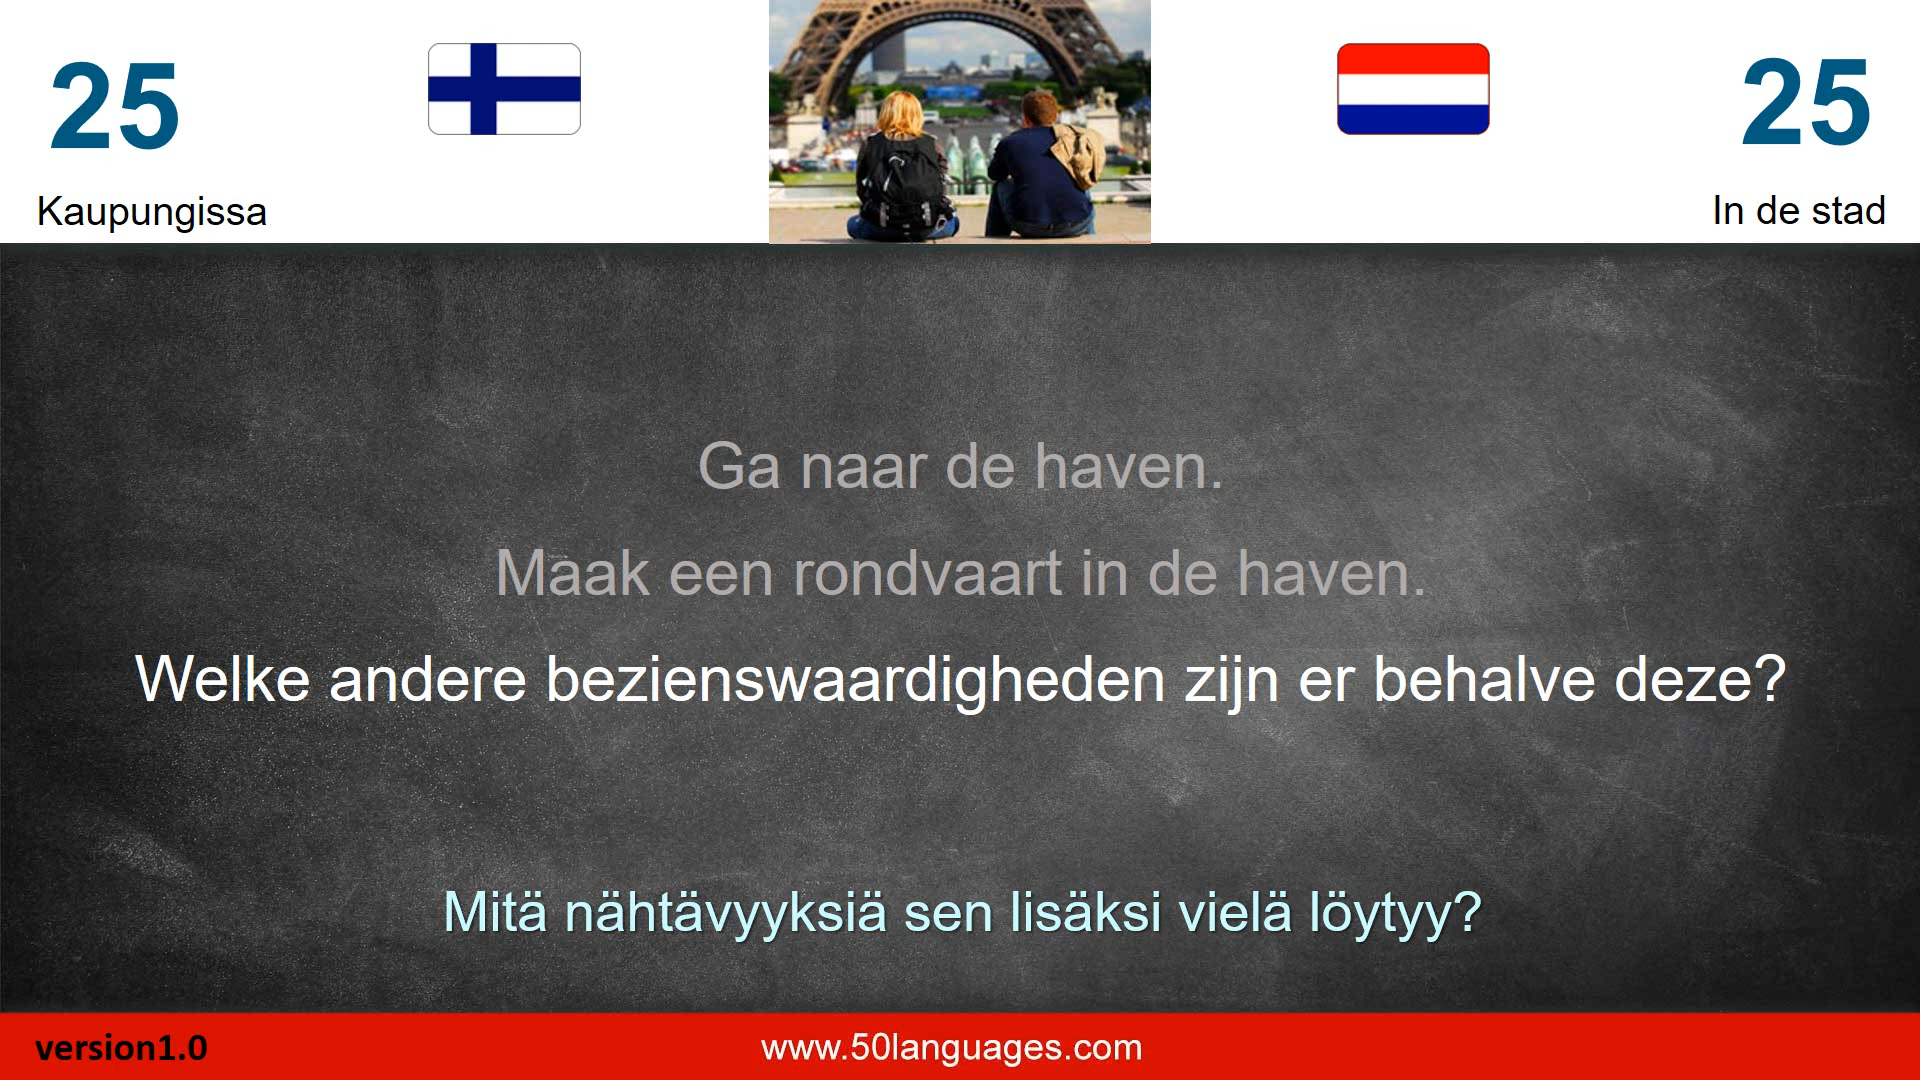 25
25
Kaupungissa
In de stad
Ga naar de haven.
Maak een rondvaart in de haven.
Welke andere bezienswaardigheden zijn er behalve deze?
Mitä nähtävyyksiä sen lisäksi vielä löytyy?
version1.0
www.50languages.com